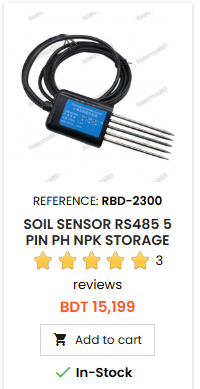 REFERENCE: RBD-2300
SOIL SENSOR RS485 5
PIN PH NPK STORAGE
3
reviews
BDT 15,199
Add to cart
In-Stock